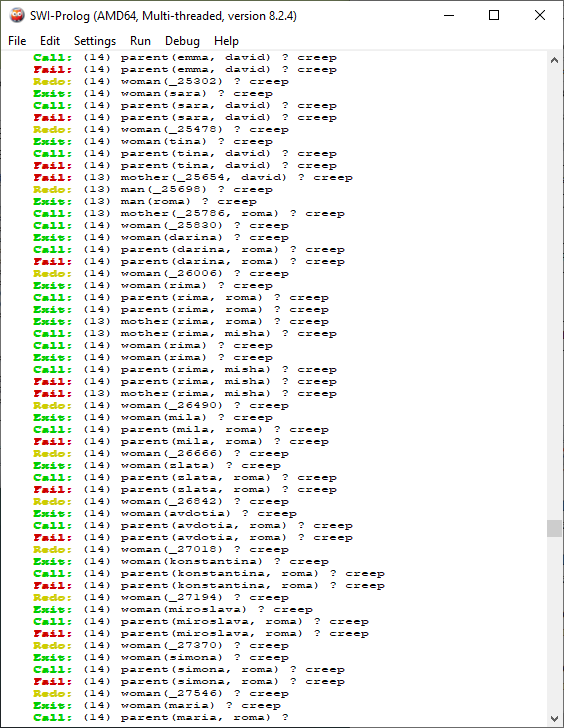 SWI-Prolog (AMD64, Multi-threaded, version 8.2.4)
File Edit Settings Run Debug Help
Call: (14) parent(emma, david) ? creep
Fail: (14) parent(emma, david) ? creep
Redo: (14) woman(_25302) ? creep
Exit: (14) woman(sara) ? creep
Call: (14) parent(sara, david) ? creep
Fail: (14) parent(sara, david) ? creep
Redo: (14) woman(_25478) ? creep
Exit: (14) woman(tina) ? creep
Call: (14) parent(tina, david) ? creep
Fail: (14) parent(tina, david) ? creep
Fail: (13) mother(_25654, david) ? creep
Redo: (13) man(_25698) ? creep
Exit: (13) man(roma) ? creep
Call: (13) mother(_25786, roma) ? creep
Call: (14) woman(_25830) ? creep
Exit: (14) woman(darina) ? creep
Call: (14) parent(darina, roma) ? creep
Fail: (14) parent(darina, roma) ? creep
Redo: (14) woman(_26006) ? creep
Exit: (14) woman(rima) ? creep
Call: (14) parent(rima, roma) ? creep
Exit: (14) parent(rima, roma) ? creep
Exit: (13) mother(rima, roma) ? creep
Call: (13) mother(rima, misha) ? creep
Call: (14) woman(rima) ? creep
Exit: (14) woman(rima) ? creep
Call: (14) parent(rima, misha) ? creep
Fail: (14) parent(rima, misha) ? creep
Fail: (13) mother(rima, misha) ? creep
Redo: (14) woman(_26490) ? creep
Exit: (14) woman(mila) ? creep
Call: (14) parent(mila, roma) ? creep
Fail: (14) parent(mila, roma) ? creep
Redo: (14) woman(_26666) ? creep
Exit: (14) woman(zlata) ? creep
Call: (14) parent(zlata, roma) ? creep
Fail: (14) parent(zlata, roma) ? creep
Redo: (14) woman(_26842) ? creep
Exit: (14) woman(avdotia) ? creep
Call: (14) parent(avdotia, roma) ? creep
Fail: (14) parent(avdotia, roma) ? creep
Redo: (14) woman(_27018) ? creep
Exit: (14) woman(konstantina) ? creep
Call: (14) parent(konstantina, roma) ? creep
Fail: (14) parent(konstantina, roma) ? creep
Redo: (14) woman(_27194) ? creep
Exit: (14) woman(miroslava) ? creep
Call: (14) parent(miroslava, roma) ? creep
Fail: (14) parent(miroslava, roma) ? creep
Redo: (14) woman(_27370) ? creep
Exit: (14) woman(simona) ? creep
Call: (14) parent(simona, roma) ? creep
Fail: (14) parent(simona, roma) ? creep
Redo: (14) woman(_27546) ? creep
Exit: (14) woman(maria) ? creep
Call: (14) parent(maria, roma) ?